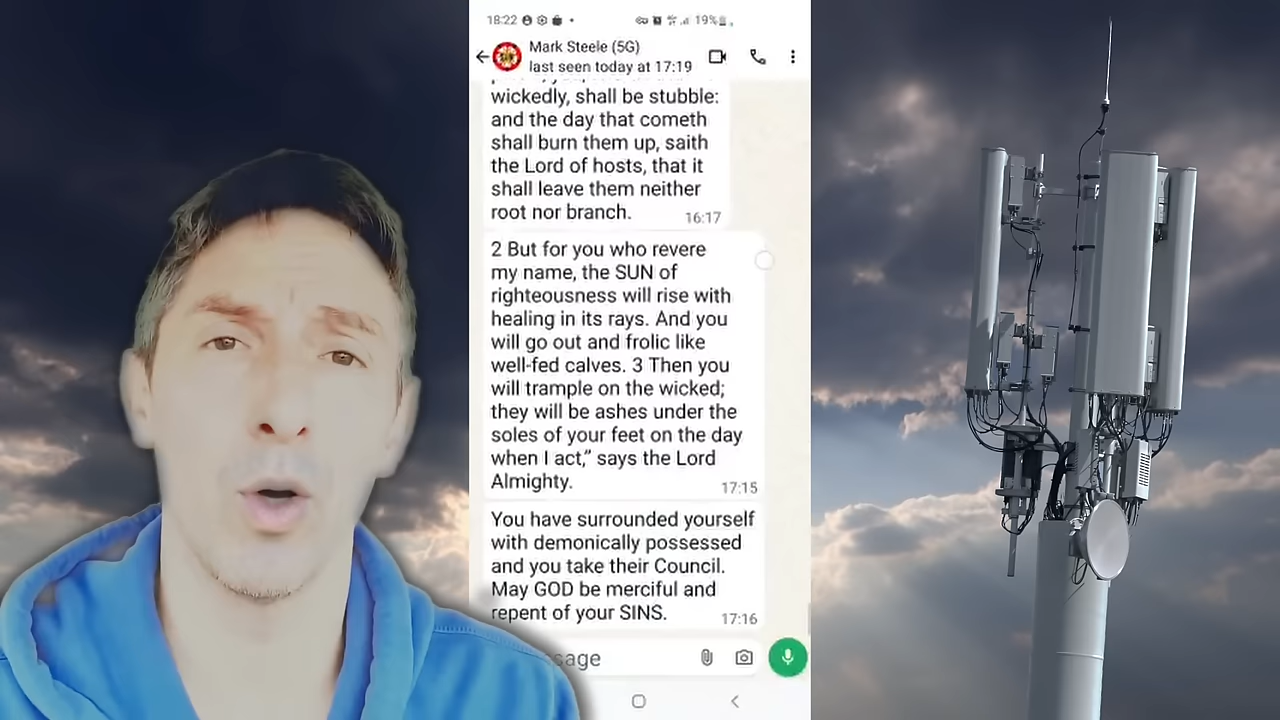 18:22
19%
Mark Steele (5G)
last seen today at 17:19
wickedly, shall be stubble:
and the day that cometh
shall burn them up, saith
the Lord of hosts, that it
shall leave them neither
root nor branch.
16:17
2 But for you who revere
my name, the SUN of
righteousness will rise with
healing in its rays. And you
will go out and frolic like
well-fed calves. 3 Then you
will trample on the wicked;
they will be ashes under the
soles of your feet on the day
when I act,” says the Lord
Almighty.
17:15
You have surrounded yourself
with demonically possessed
and you take their Council.
May GOD be merciful and
repent of your SINS.
17:16
sage